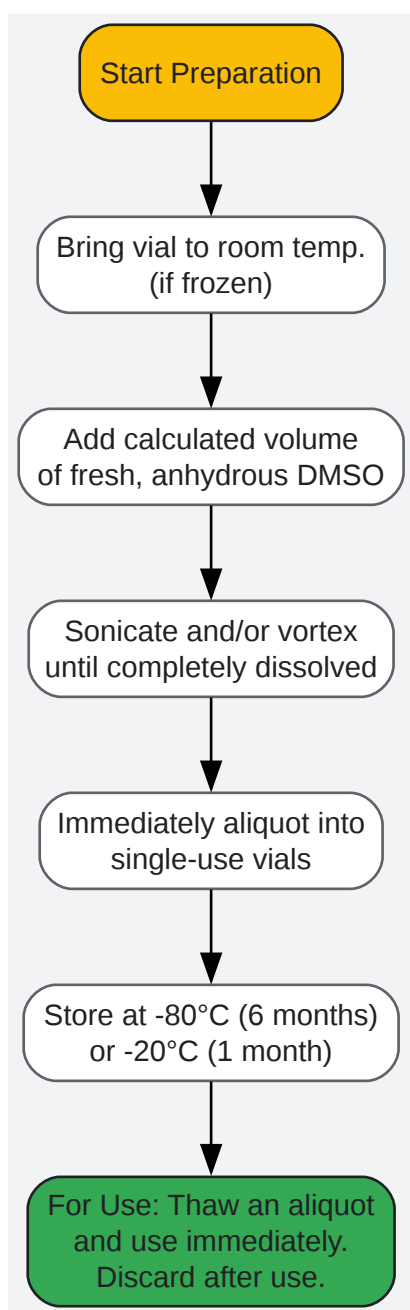 Start Preparation
Bring vial to room temp.
(if frozen)
Add calculated volume
of fresh, anhydrous DMSO
Sonicate and/or vortex
until completely dissolved
Immediately aliquot into
single-use vials
Store at -80°C (6 months)
or -20°C (1 month)
For Use: Thaw an aliquot
and use immediately.
Discard after use.